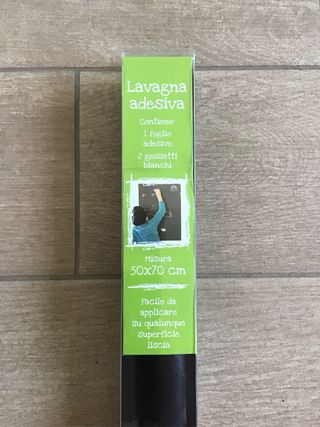 Lavagna
adesiva
Contiene:
1 foglio
adesivo
2 gessetti
bianchi
Misura
50x70 cm
Facile da
applicare
su qualunque
superficie
liscia